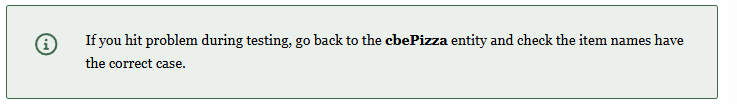 If you hit problem during testing, go back to the cbePizza entity and check the item names have
the correct case.